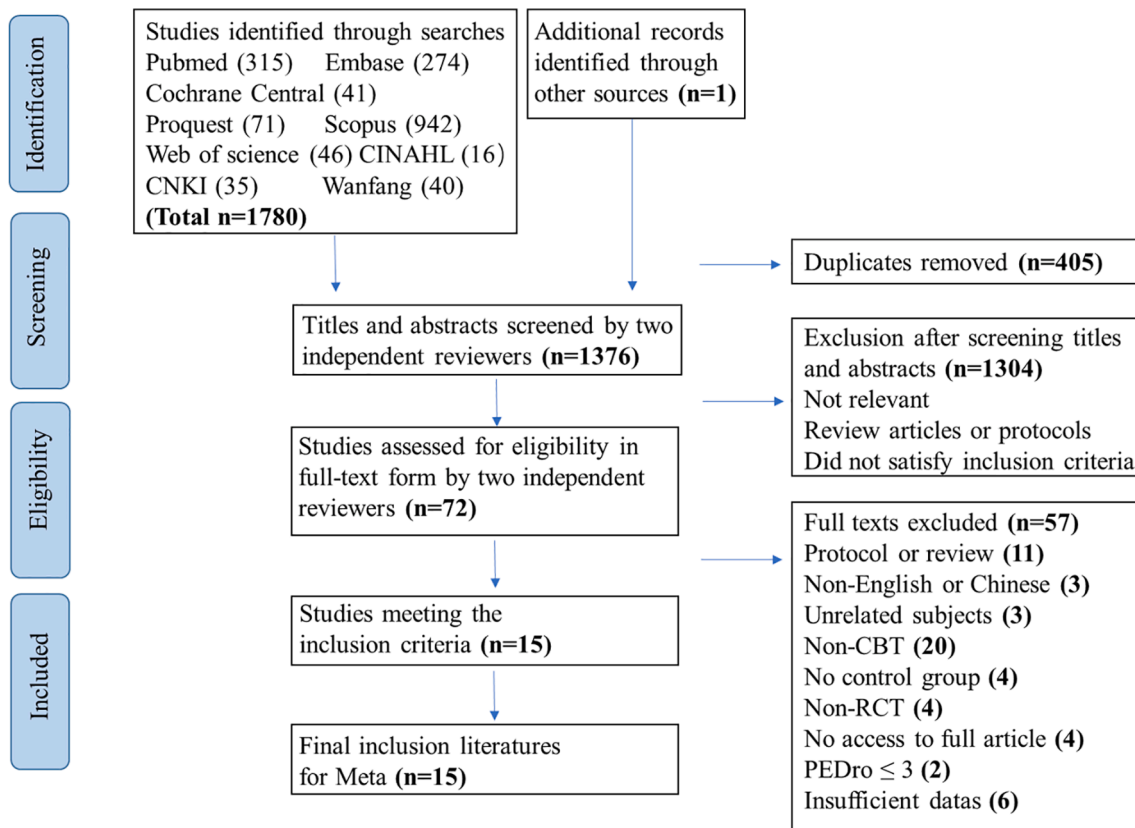 Identification
Studies identified through searches
Pubmed (315) Embase (274)
Cochrane Central (41)
Proquest (71) Scopus (942)
Web of science (46) CINAHL (16)
CNKI (35) Wanfang (40)
(Total n=1780)
Additional records
identified through
other sources (n=1)
Screening
Duplicates removed (n=405)
Titles and abstracts screened by two
independent reviewers (n=1376)
Exclusion after screening titles
and abstracts (n=1304)
Not relevant
Review articles or protocols
Did not satisfy inclusion criteria
Eligibility
Studies assessed for eligibility in
full-text form by two independent
reviewers (n=72)
Full texts excluded (n=57)
Protocol or review (11)
Non-English or Chinese (3)
Unrelated subjects (3)
Non-CBT (20)
No control group (4)
Non-RCT (4)
No access to full article (4)
PEDro ≤ 3 (2)
Insufficient datas (6)
Included
Studies meeting the
inclusion criteria (n=15)
Final inclusion literatures
for Meta (n=15)